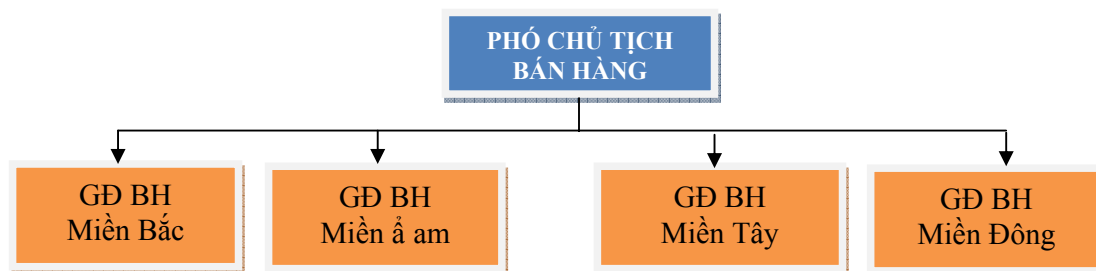 PHÓ CHỦ TỊCH
BÁN HÀNG
GĐ BH
Miền Bắc
GĐ BH
Miền ẩ am
GĐ BH
Miền Tây
GĐ BH
Miền Đông